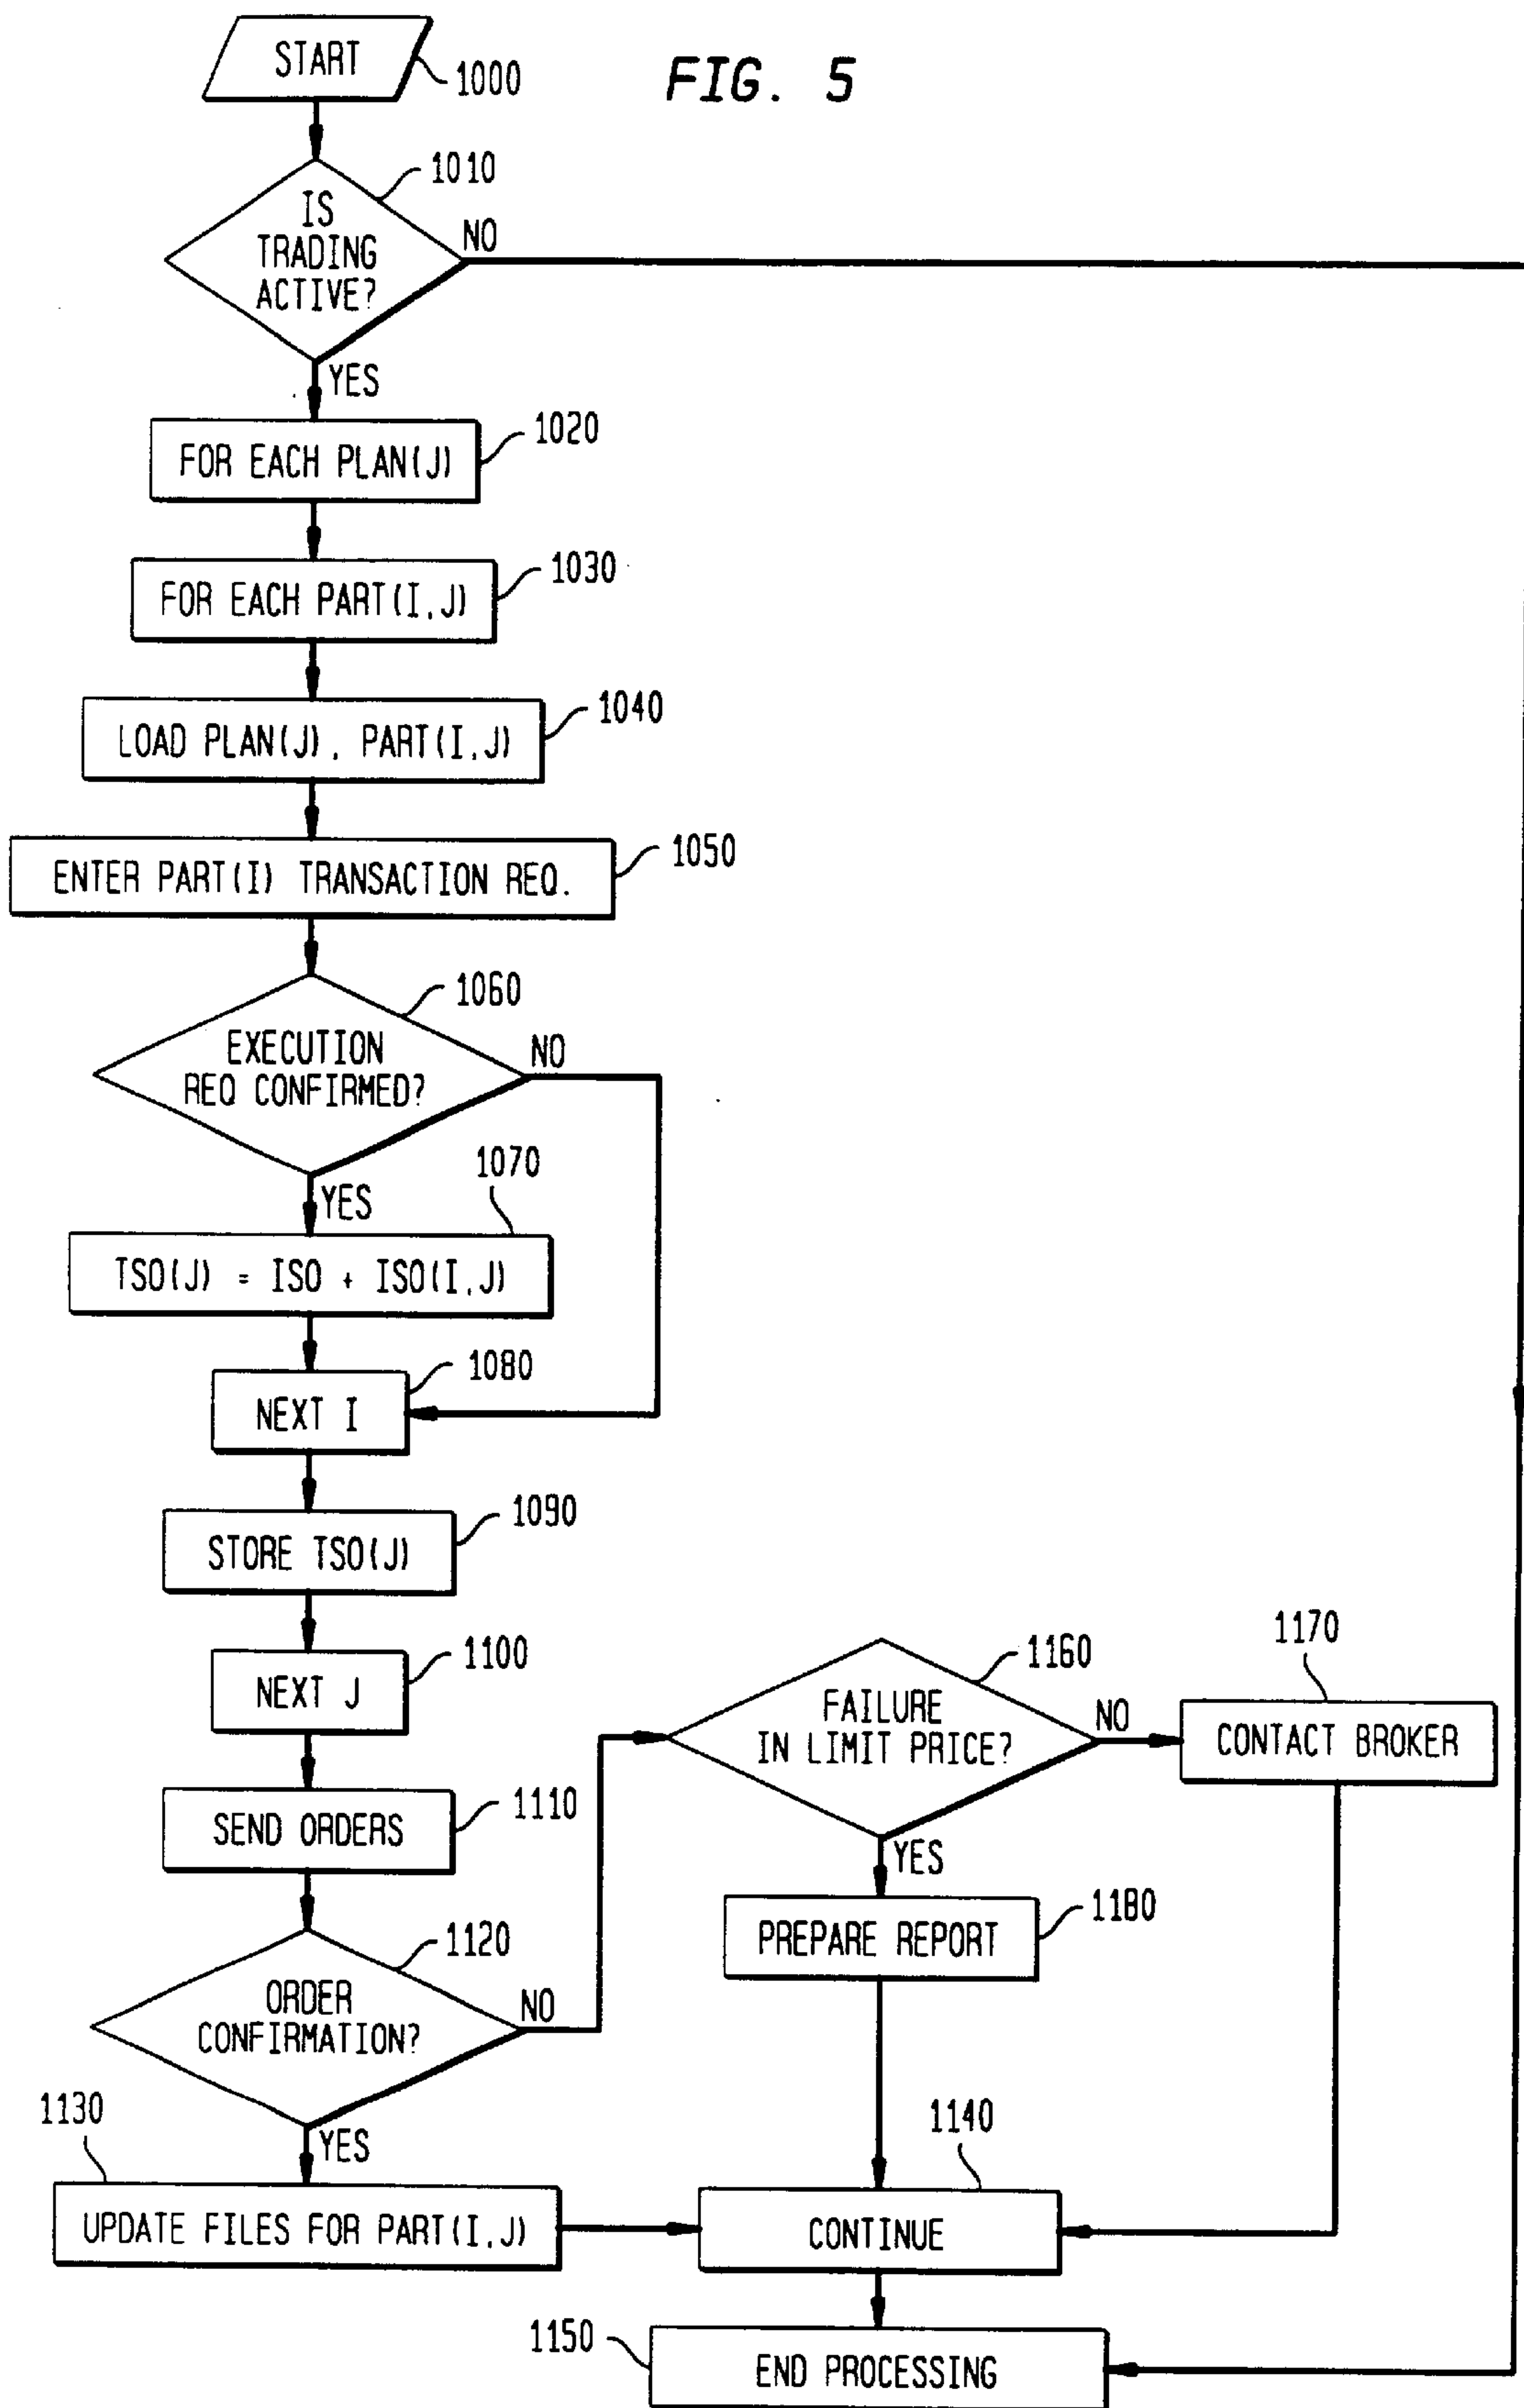 FIG. 5
START
1000
1010
IS
TRADING
ACTIVE?
NO
YES
1020
FOR EACH PLAN(J)
1030
FOR EACH PART(I,J)
1040
LOAD PLAN(J), PART(I,J)
1050
ENTER PART(I) TRANSACTION REQ.
1060
EXECUTION
REQ CONFIRMED?
NO
1070
YES
TSO(J) = ISO + ISO(I,J)
1080
NEXT I
1090
STORE TSO(J)
1100
NEXT J
1110
SEND ORDERS
1120
ORDER
CONFIRMATION?
NO
1130
YES
UPDATE FILES FOR PART(I,J)
1160
FAILURE
IN LIMIT PRICE?
NO
1170
CONTACT BROKER
YES
1180
PREPARE REPORT
1140
CONTINUE
1150
END PROCESSING